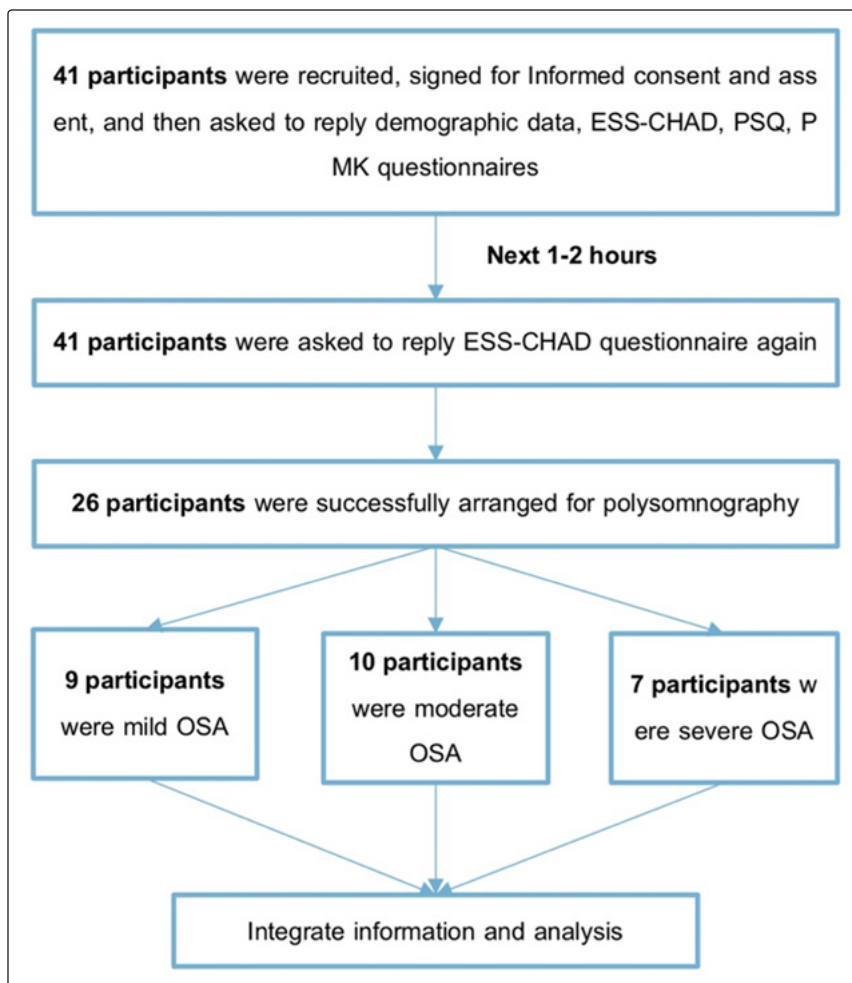 41 participants were recruited, signed for Informed consent and ass
ent, and then asked to reply demographic data, ESS-CHAD, PSQ, P
MK questionnaires
Next 1-2 hours
41 participants were asked to reply ESS-CHAD questionnaire again
26 participants were successfully arranged for polysomnography
9 participants
were mild OSA
10 participants
were moderate
OSA
7 participants w
ere severe OSA
Integrate information and analysis